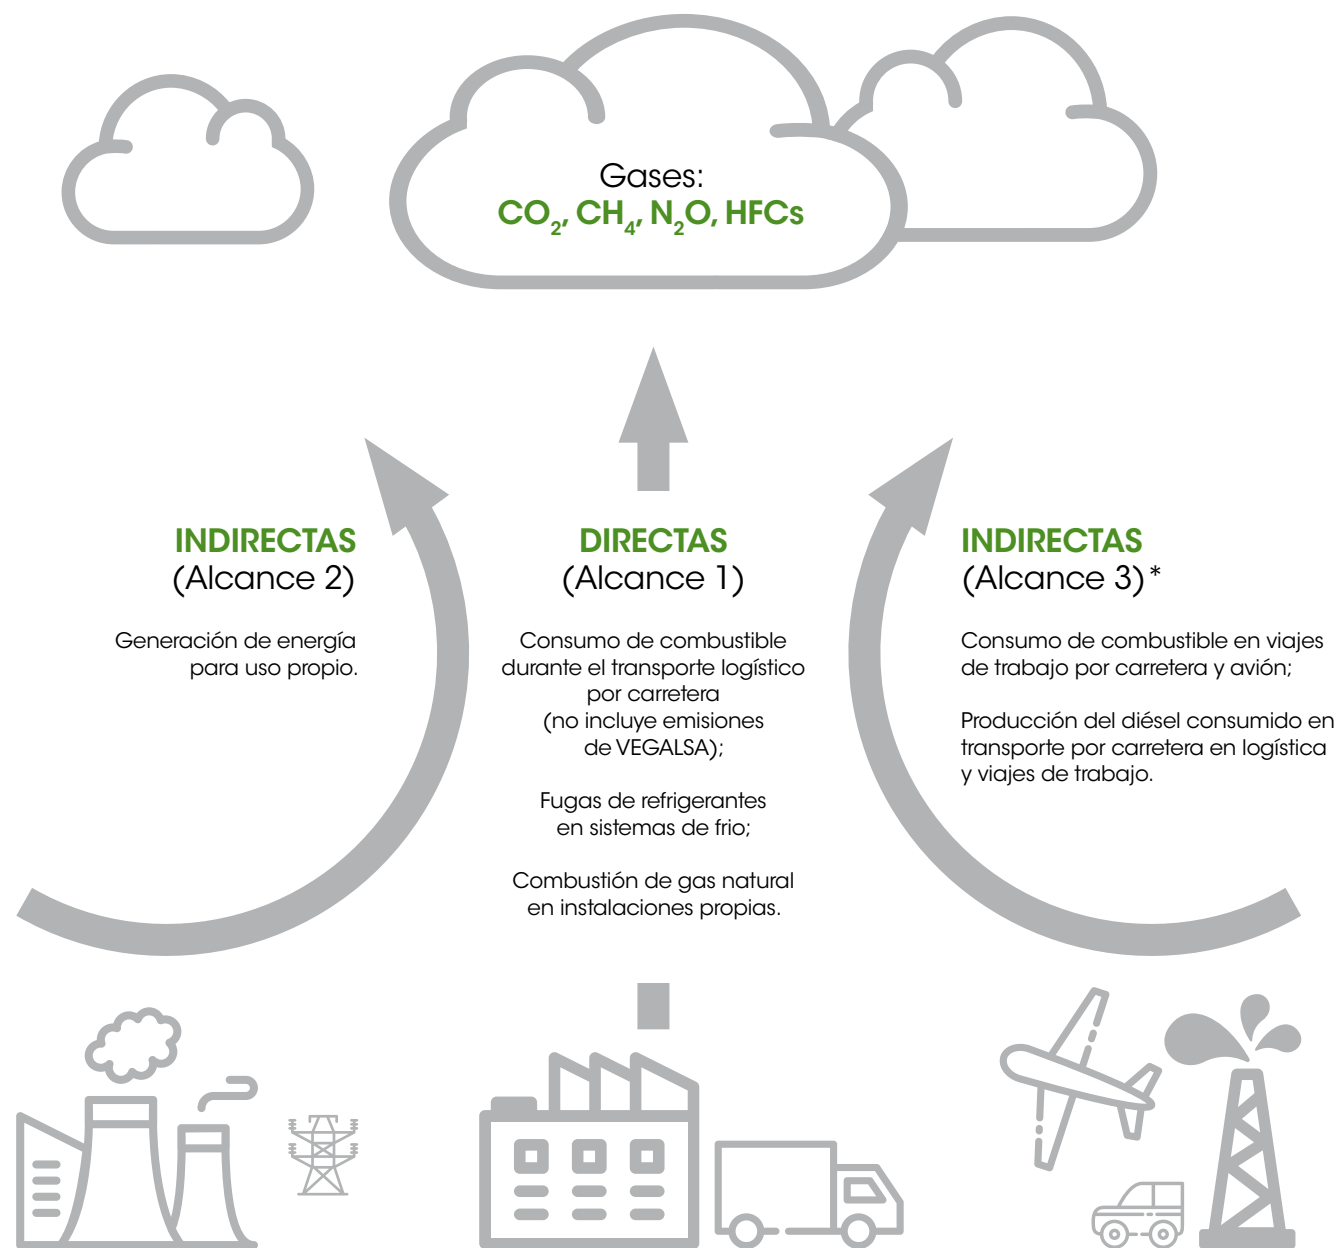 Gases:
CO₂, CH₄, N₂O, HFCs
INDIRECTAS
(Alcance 2)
Generación de energía
para uso propio.
DIRECTAS
(Alcance 1)
Consumo de combustible
durante el transporte logístico
por carretera
(no incluye emisiones
de VEGALSA);
Fugas de refrigerantes
en sistemas de frio;
Combustión de gas natural
en instalaciones propias.
INDIRECTAS
(Alcance 3)*
Consumo de combustible en viajes
de trabajo por carretera y avión;
Producción del diésel consumido en
transporte por carretera en logística
y viajes de trabajo.